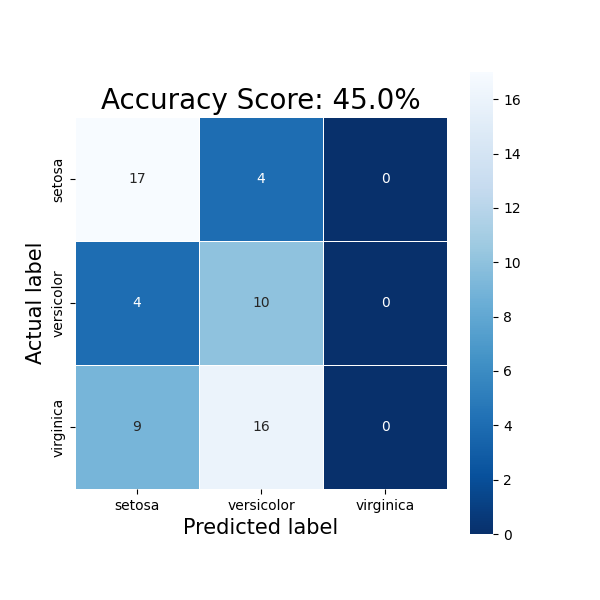 Accuracy Score: 45.0%
setosa
17 4 0
versicolor
4 10 0
virginica
9 16 0
setosa versicolor virginica
Actual label
Predicted label
16
14
12
10
8
6
4
2
0